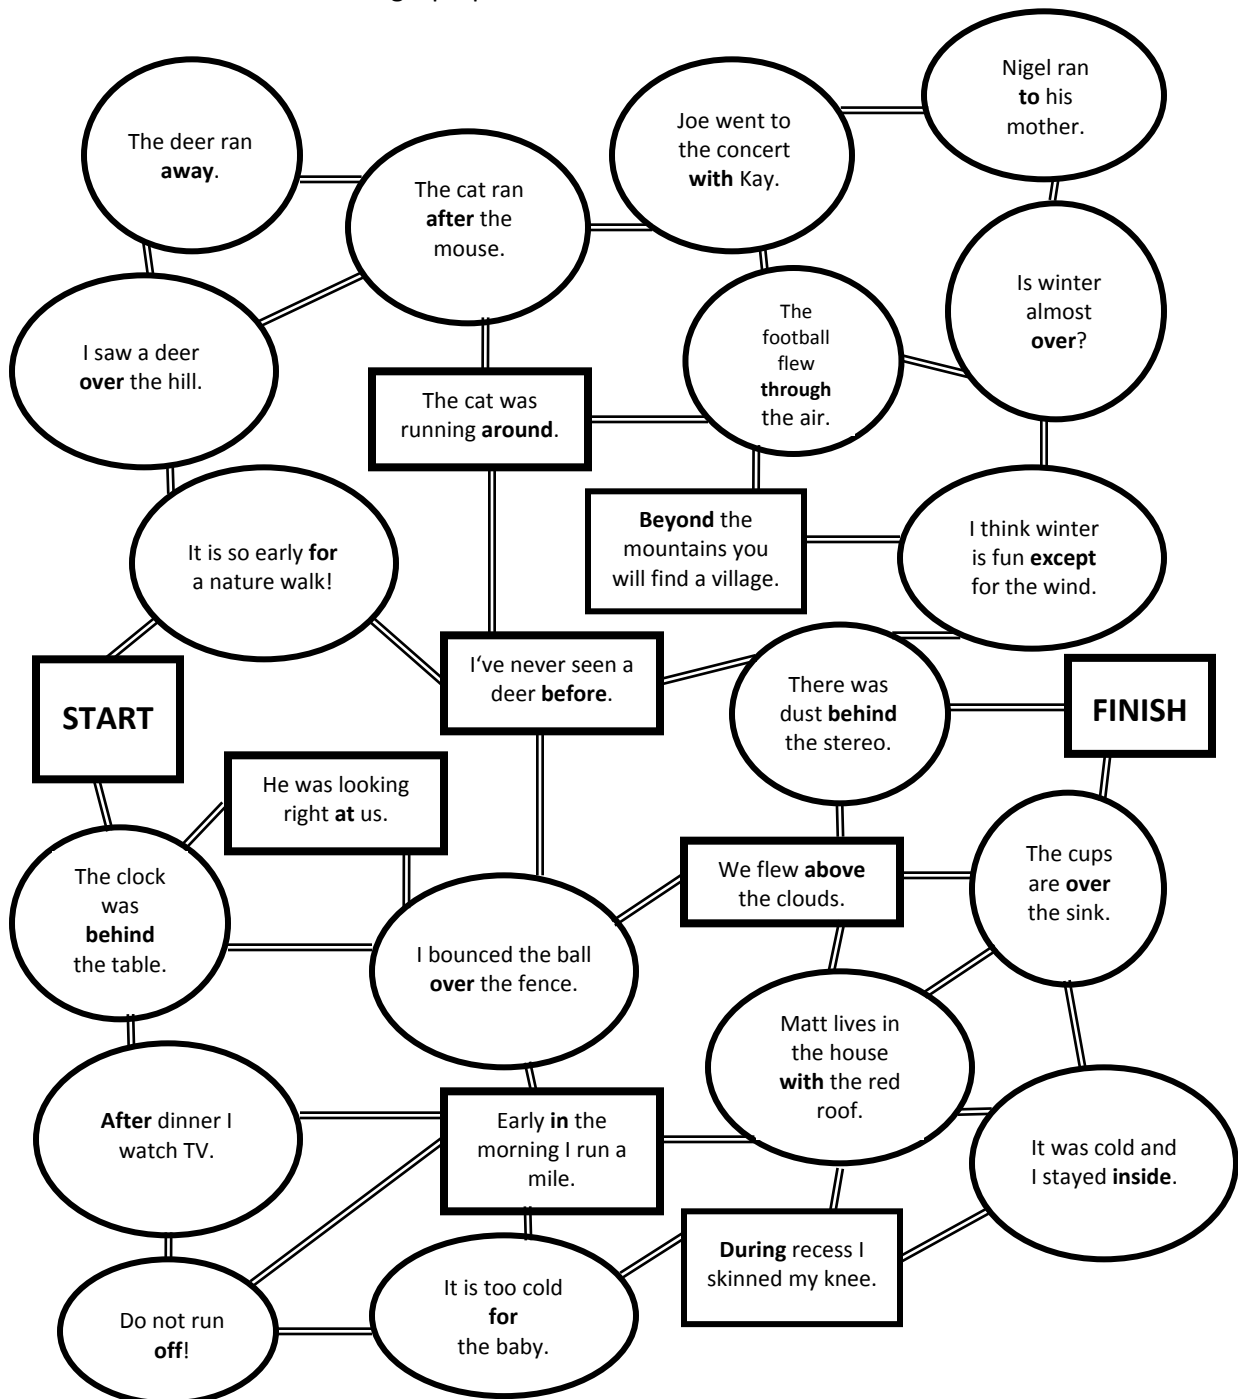 Nigel ran
to his
mother.
Joe went to
the concert
with Kay.
The deer ran
away.
The cat ran
after the
mouse.
Is winter
almost
over?
The
football
flew
through
the air.
I saw a deer
over the hill.
The cat was
running around.
Beyond the
mountains you
will find a village.
I think winter
is fun except
for the wind.
It is so early for
a nature walk!
I've never seen a
deer before.
There was
dust behind
the stereo.
START
FINISH
He was looking
right at us.
The clock
was
behind
the table.
We flew above
the clouds.
The cups
are over
the sink.
I bounced the ball
over the fence.
Matt lives in
the house
with the red
roof.
After dinner I
watch TV.
Early in the
morning I run a
mile.
It was cold and
I stayed inside.
During recess I
skinned my knee.
It is too cold
for
the baby.
Do not run
off!